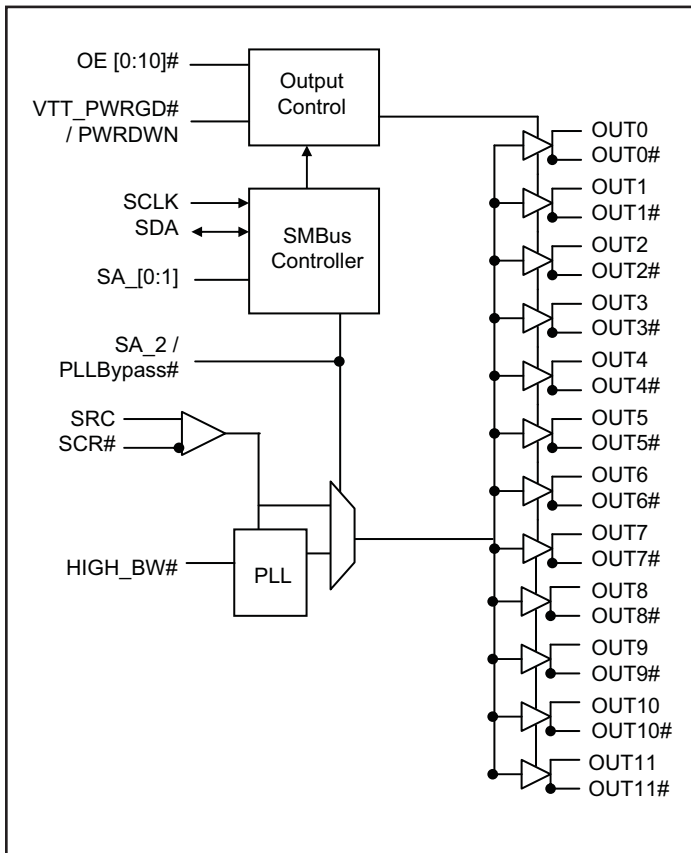 OE [0:10]#
Output
Control
VTT_PWRGD#
/ PWRDWN
SCLK
SDA
SMBus
Controller
SA_[0:1]
SA_2 /
PLLBypass#
SRC
SCR#
HIGH_BW#
PLL
OUT0
OUT0#
OUT1
OUT1#
OUT2
OUT2#
OUT3
OUT3#
OUT4
OUT4#
OUT5
OUT5#
OUT6
OUT6#
OUT7
OUT7#
OUT8
OUT8#
OUT9
OUT9#
OUT10
OUT10#
OUT11
OUT11#